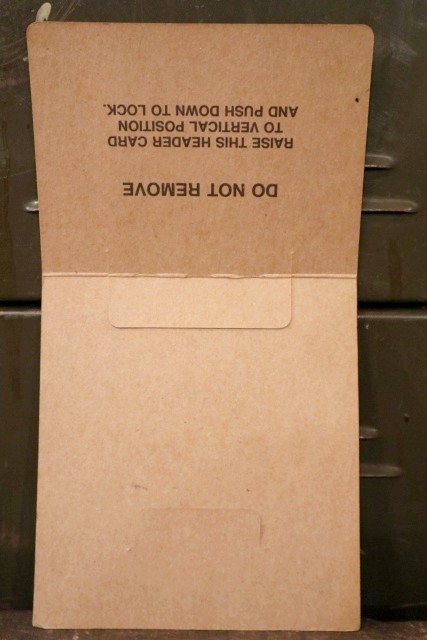 DO NOT REMOVE
RAISE THIS HEADER CARD
TO VERTICAL POSITION
AND PUSH DOWN TO LOCK.